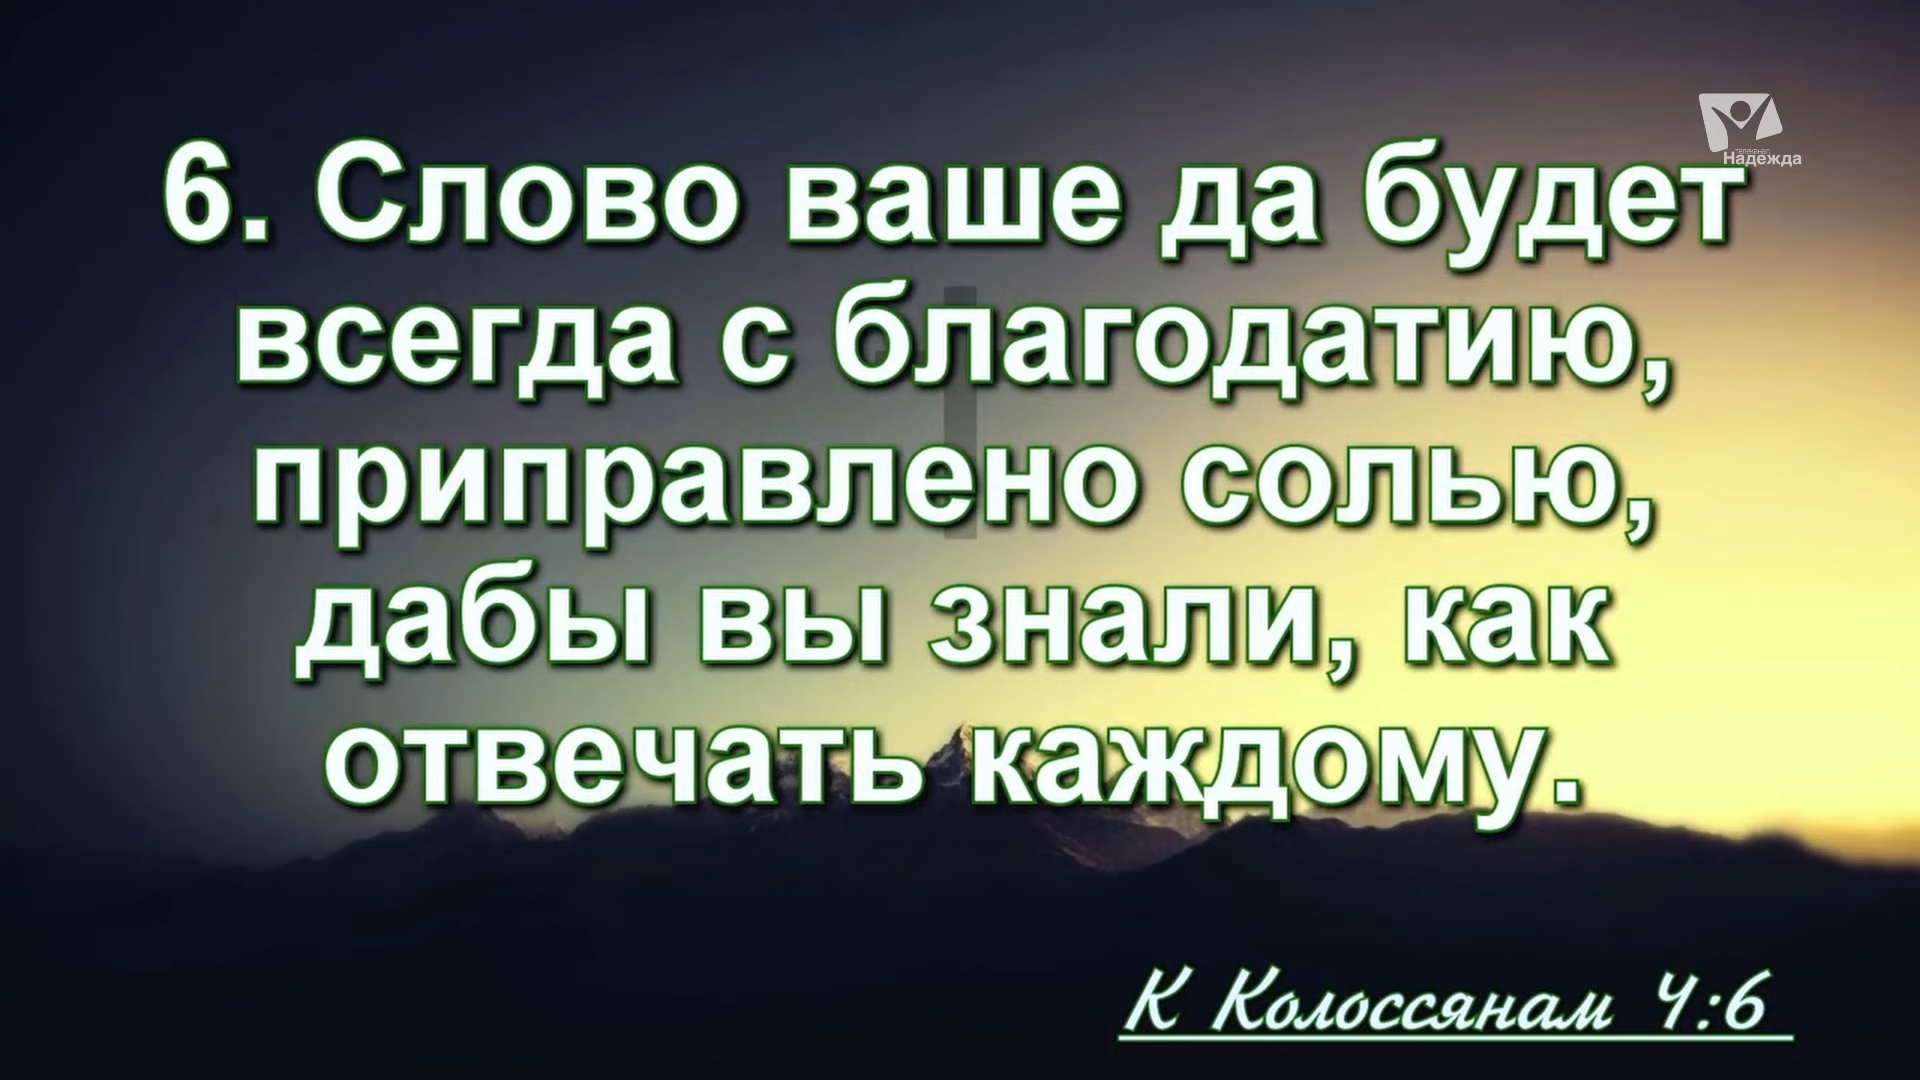 телеканал
Надежда
6. Слово ваше да будет
всегда с благодатию,
приправлено солью,
дабы вы знали, как
отвечать каждому.
К Колоссянам 4:6